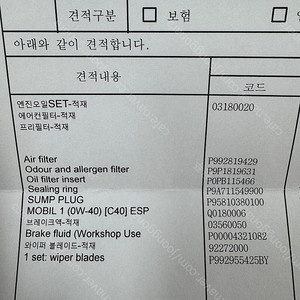 견적구분 □ 보험
아래와 같이 견적합니다.
견적내용 코드
엔진오일SET-적재 03180020
에어컨필터-적재
프리필터-적재
Air filter P992819429
Odour and allergen filter P9P1819631
Oil filter insert P0PB115466
Sealing ring P9A711549900
SUMP PLUG P95810380100
MOBIL 1 (0W-40) [C40] ESP Q0180006
브레이크액-적재 03560050
Brake fluid (Workshop Use P00004321082
와이퍼 블레이드-적재 92272000
1 set: wiper blades P992955425BY